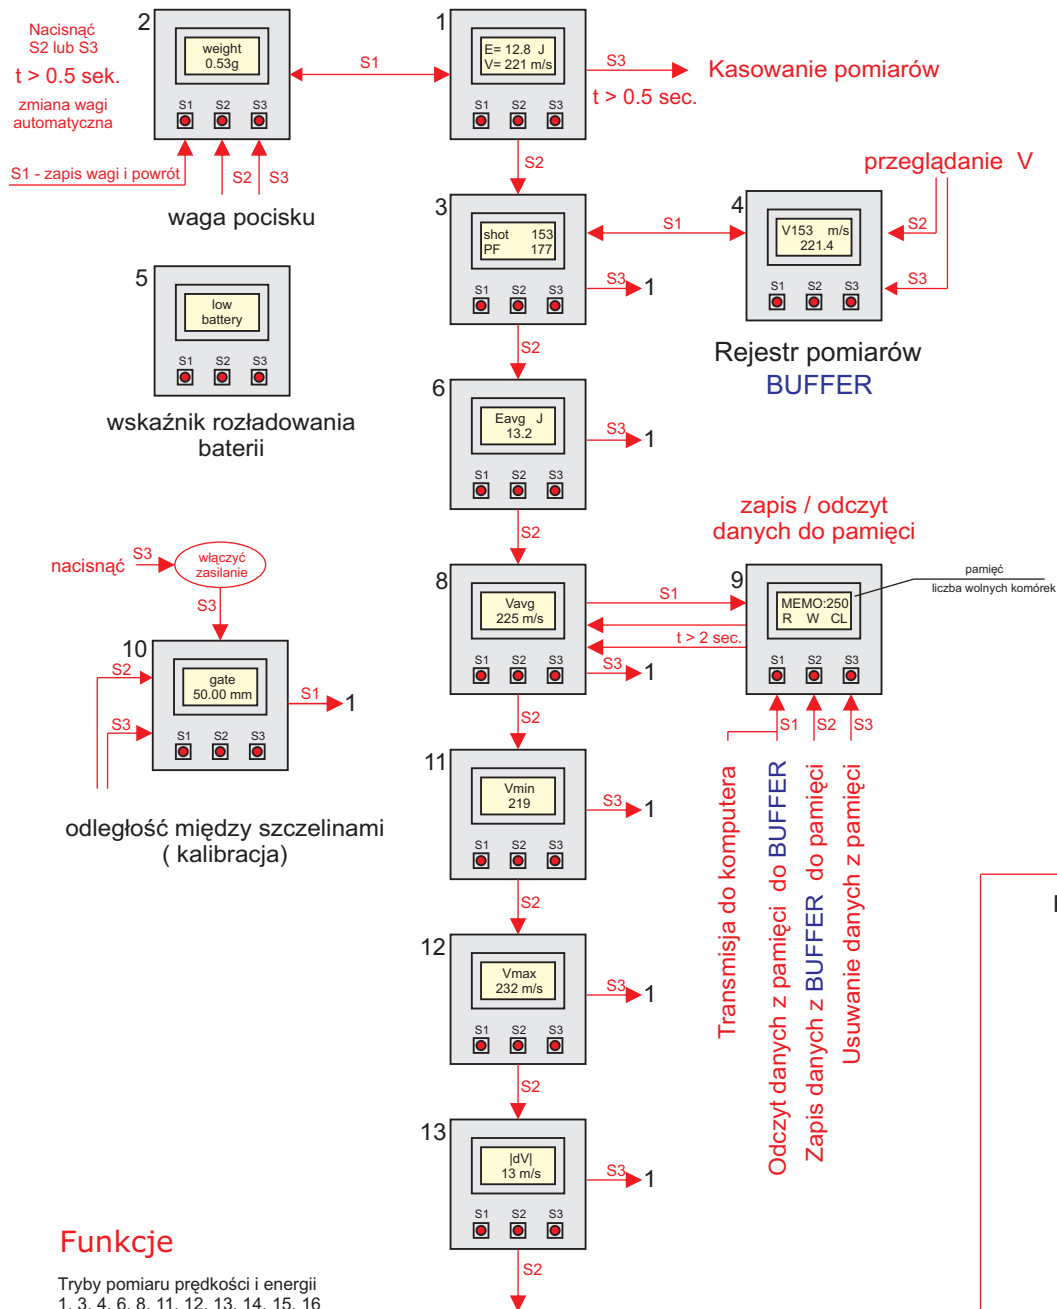 2
Nacisnąć
S2 lub S3
t > 0.5 sek.
zmiana wagi
automatyczna
weight
0.53g
S1 S2 S3
S1 - zapis wagi i powrót
S2 S3
waga pocisku
S1
1
E= 12.8 J
V= 221 m/s
S1 S2 S3
S3
t > 0.5 sec.
Kasowanie pomiarów
S2
3
shot 153
PF 177
S1 S2 S3
S1
S3 1
przeglądanie V
4
V153 m/s
221.4
S1 S2 S3
S2
S3
Rejestr pomiarów
BUFFER
5
low
battery
S1 S2 S3
wskaźnik rozładowania
baterii
S2
6
Eavg J
13.2
S1 S2 S3
S3 1
S2
zapis / odczyt
danych do pamięci
8
Vavg
225 m/s
S1 S2 S3
S1
t > 2 sec.
S3 1
9
MEMO:250
R W CL
S1 S2 S3
pamięć
liczba wolnych komórek
S1 S2 S3
Transmisja do komputera
Odczyt danych z pamięci do BUFFER
Zapis danych z BUFFER do pamięci
Usuwanie danych z pamięci
nacisnąć S3
włączyć
zasilanie
S3
10
gate
50.00 mm
S1 S2 S3
S2
S3
S1 1
odległość między szczelinami
( kalibracja)
S2
11
Vmin
219
S1 S2 S3
S3 1
S2
12
Vmax
232 m/s
S1 S2 S3
S3 1
S2
13
|dV|
13 m/s
S1 S2 S3
S3 1
S2
Funkcje
Tryby pomiaru prędkości i energii
1, 3, 4, 6, 8, 11, 12, 13, 14, 15, 16